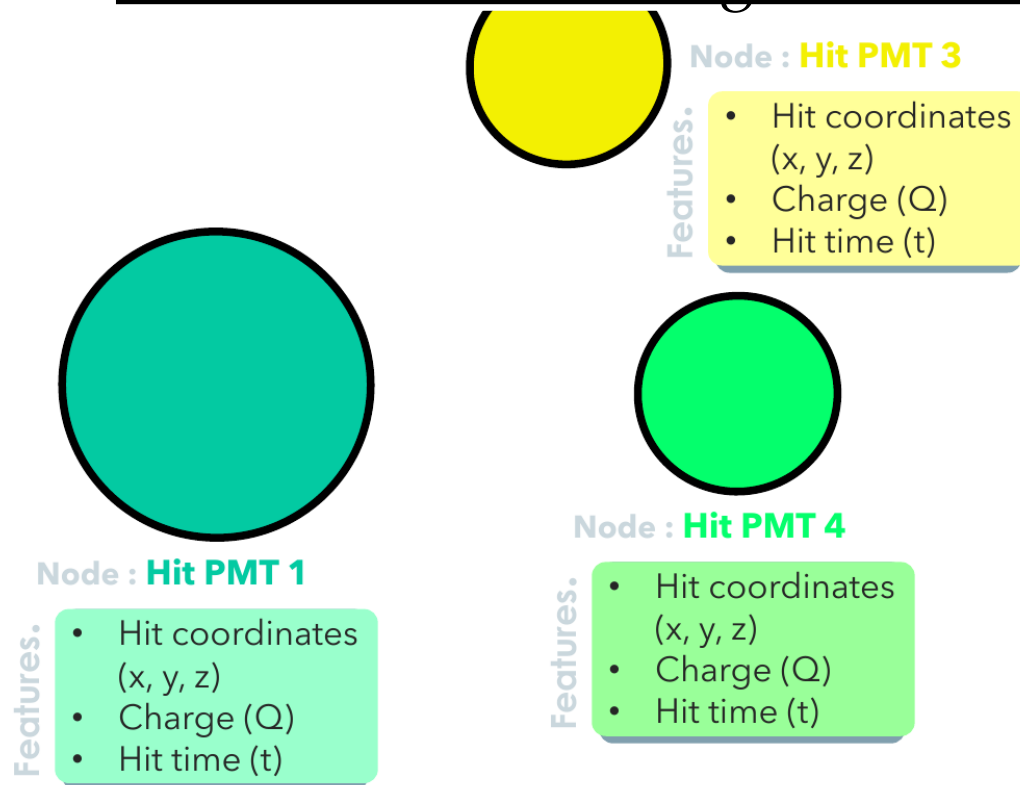 Node : Hit PMT 3
Features.
• Hit coordinates
(x, y, z)
• Charge (Q)
• Hit time (t)
Node : Hit PMT 4
Features.
• Hit coordinates
(x, y, z)
• Charge (Q)
• Hit time (t)
Node : Hit PMT 1
Features.
• Hit coordinates
(x, y, z)
• Charge (Q)
• Hit time (t)